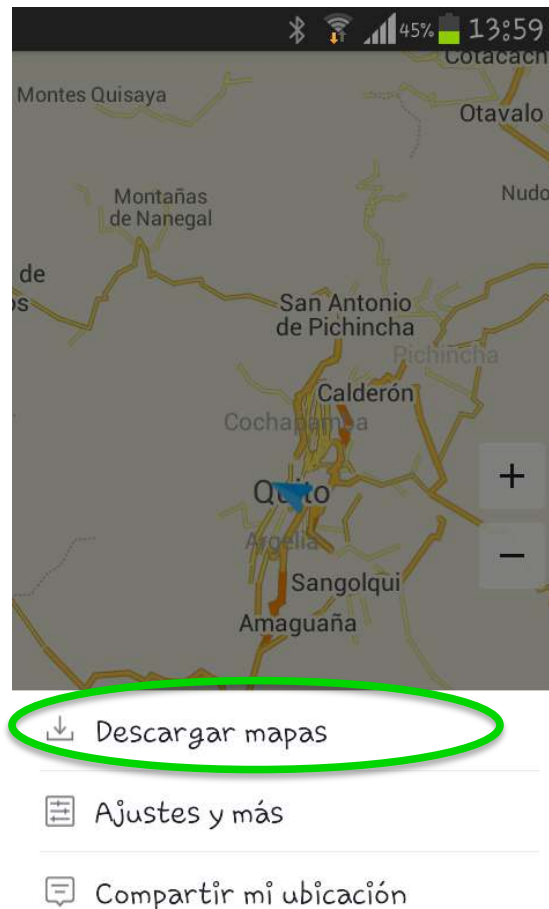 45% 13:59
Cotacach
Montes Quisaya
Otavalo
Montañas
de Nanegal
Nudo
de
os
San Antonio
de Pichincha
Pichincha
Calderón
Cochapamba
Quito
Argelia
Sangolqui
Amaguaña
+
−
Descargar mapas
Ajustes y más
Compartir mi ubicación